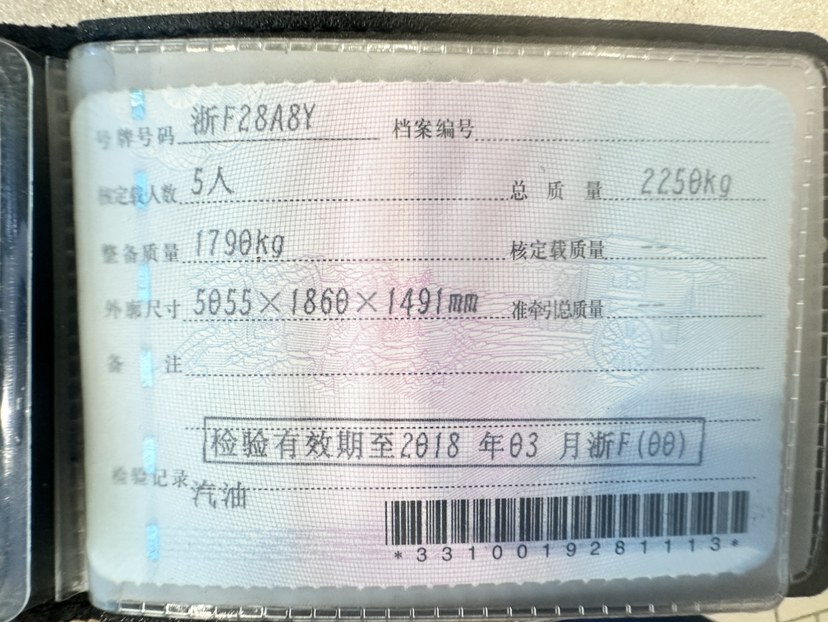 号牌号码 浙F28A8Y 档案编号
核定载人数 5人 总质量 2250kg
整备质量 1790kg 核定载质量 --
外廓尺寸 5055×1860×1491mm 准牵引总质量 --
备注
检验有效期至2018 年03 月浙F(00)
检验记录
汽油
*3310019281113*